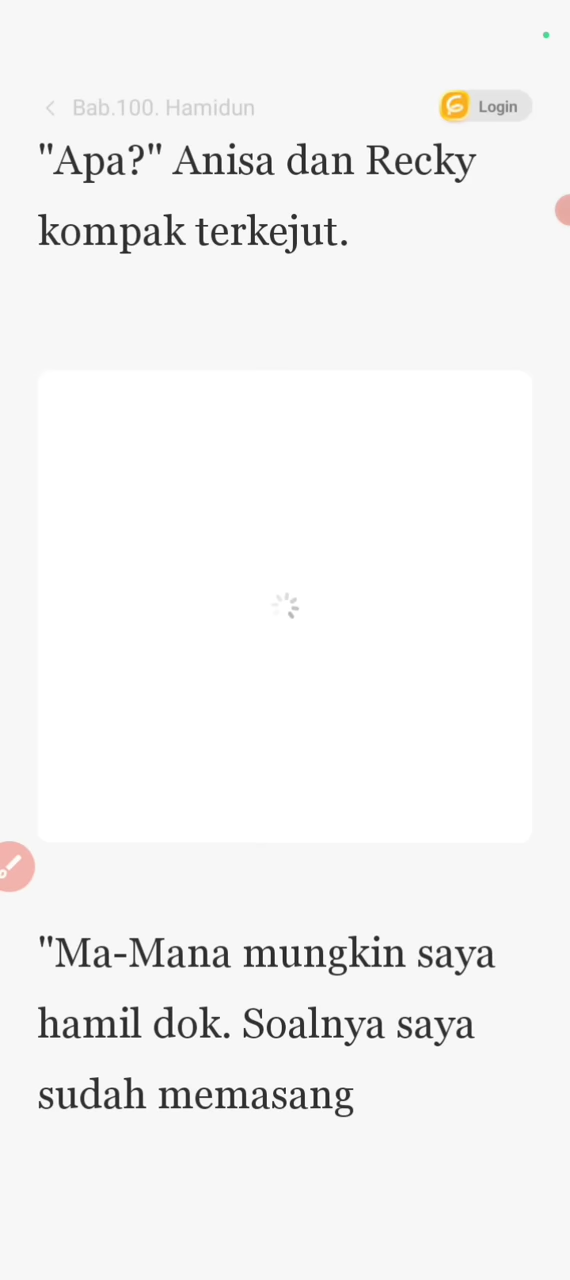 Bab.100. Hamidun
Login
"Apa?" Anisa dan Recky
kompak terkejut.
"Ma-Mana mungkin saya
hamil dok. Soalnya saya
sudah memasang